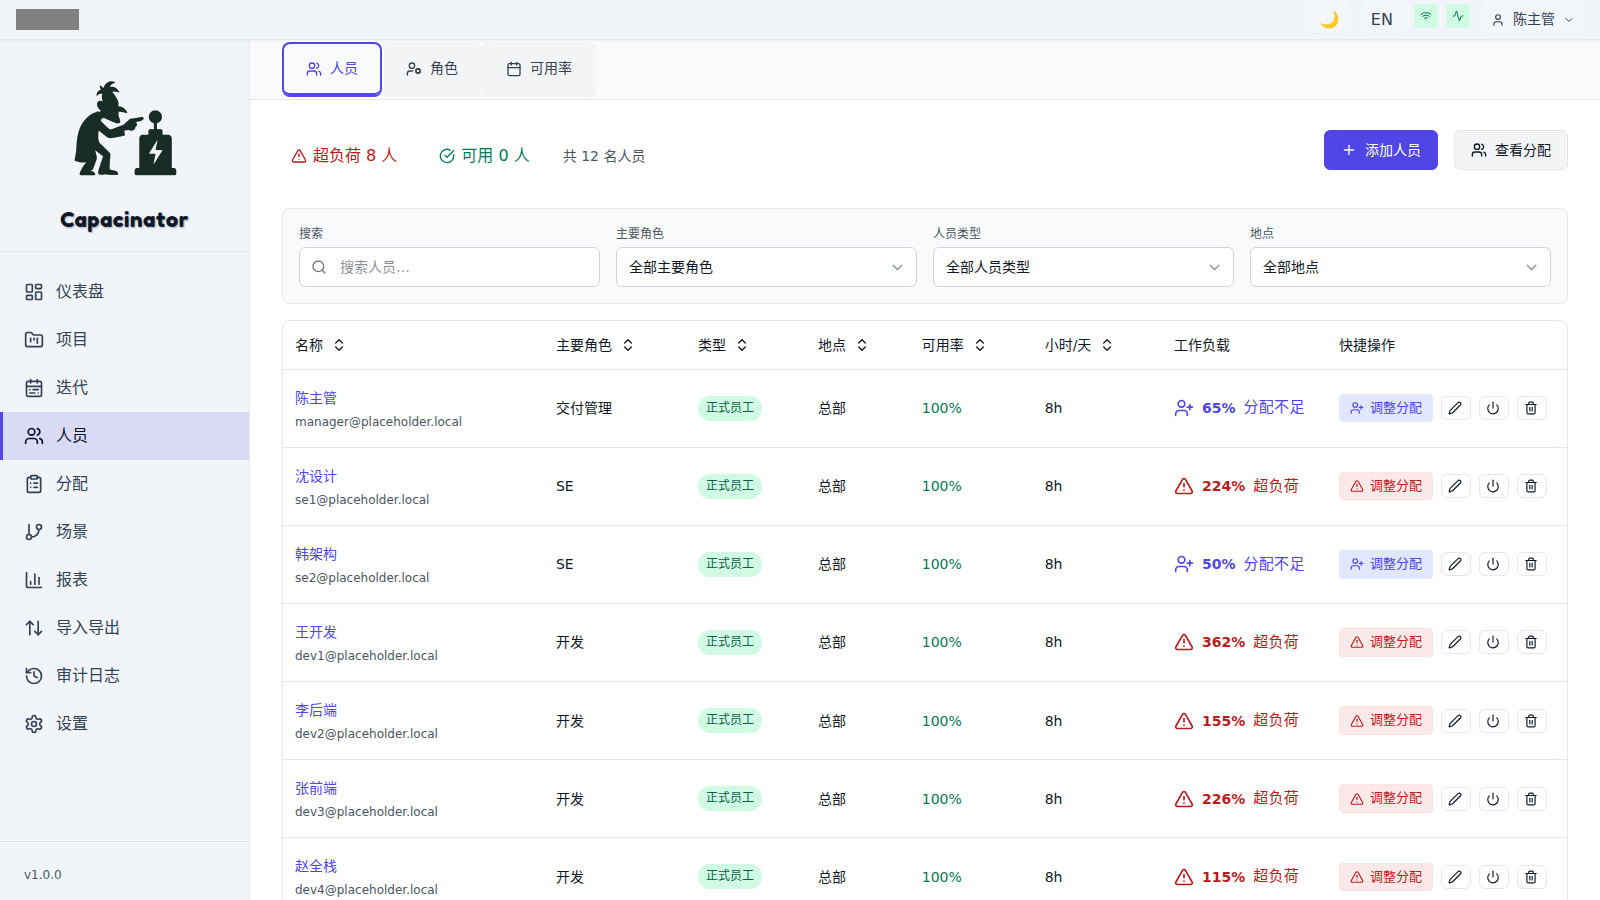 EN
陈主管
Capacinator
仪表盘
项目
迭代
人员
分配
场景
报表
导入导出
审计日志
设置
v1.0.0
人员
角色
可用率
超负荷 8 人
可用 0 人
共 12 名人员
添加人员
查看分配
搜索
主要角色
人员类型
地点
搜索人员...
全部主要角色
全部人员类型
全部地点
名称 主要角色 类型 地点 可用率 小时/天 工作负载 快捷操作
陈主管
manager@placeholder.local
交付管理 正式员工 总部 100% 8h 65% 分配不足 调整分配
沈设计
se1@placeholder.local
SE 正式员工 总部 100% 8h 224% 超负荷 调整分配
韩架构
se2@placeholder.local
SE 正式员工 总部 100% 8h 50% 分配不足 调整分配
王开发
dev1@placeholder.local
开发 正式员工 总部 100% 8h 362% 超负荷 调整分配
李后端
dev2@placeholder.local
开发 正式员工 总部 100% 8h 155% 超负荷 调整分配
张前端
dev3@placeholder.local
开发 正式员工 总部 100% 8h 226% 超负荷 调整分配
赵全栈
dev4@placeholder.local
开发 正式员工 总部 100% 8h 115% 超负荷 调整分配